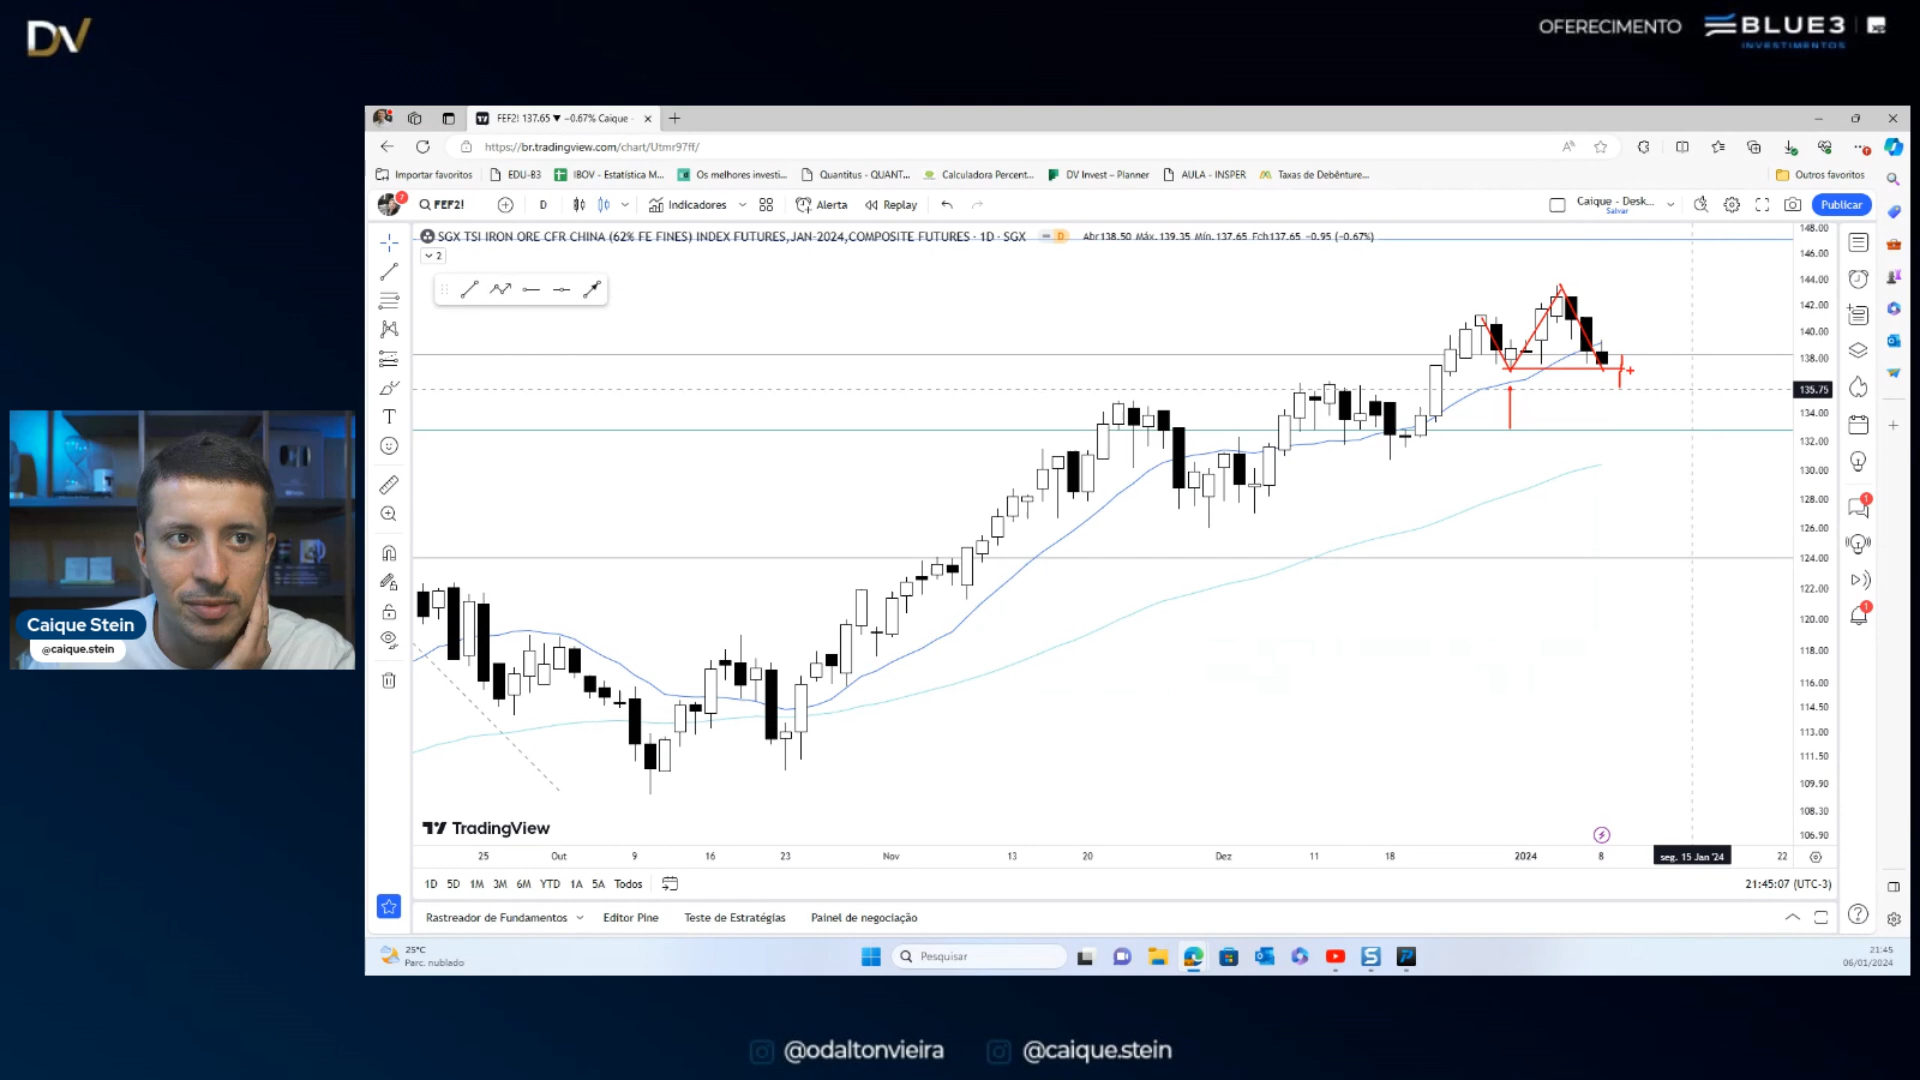 DV
OFERECIMENTO
BLUE3
INVESTIMENTOS
FEF2! 137.65 ▼ −0.67% Caique -
https://br.tradingview.com/chart/Utmr97ff/
Importar favoritos
EDU-B3
IBOV - Estatística M...
Os melhores investi...
Quantitus - QUANT...
Calculadora Percent...
DV Invest – Planner
AULA - INSPER
Taxas de Debênture...
Outros favoritos
7
FEF2!
D
Indicadores
Alerta
Replay
Caique - Desk...
Salvar
Publicar
SGX TSI IRON ORE CFR CHINA (62% FE FINES) INDEX FUTURES,JAN-2024,COMPOSITE FUTURES · 1D · SGX
D
Abr138.50 Máx.139.35 Mín.137.65 Fch137.65 −0.95 (−0.67%)
2
148.00
146.00
144.00
142.00
140.00
138.00
135.75
134.00
132.00
130.00
128.00
126.00
124.00
122.00
120.00
118.00
116.00
114.50
113.00
111.50
109.90
108.30
106.90
1
1
Caique Stein
@caique.stein
TradingView
25
Out
9
16
23
Nov
13
20
Dez
11
18
2024
8
seg. 15 Jan '24
22
1D 5D 1M 3M 6M YTD 1A 5A Todos
21:45:07 (UTC-3)
Rastreador de Fundamentos
Editor Pine
Teste de Estratégias
Painel de negociação
25°C
Parc. nublado
Pesquisar
21:45
06/01/2024
@odaltonvieira
@caique.stein